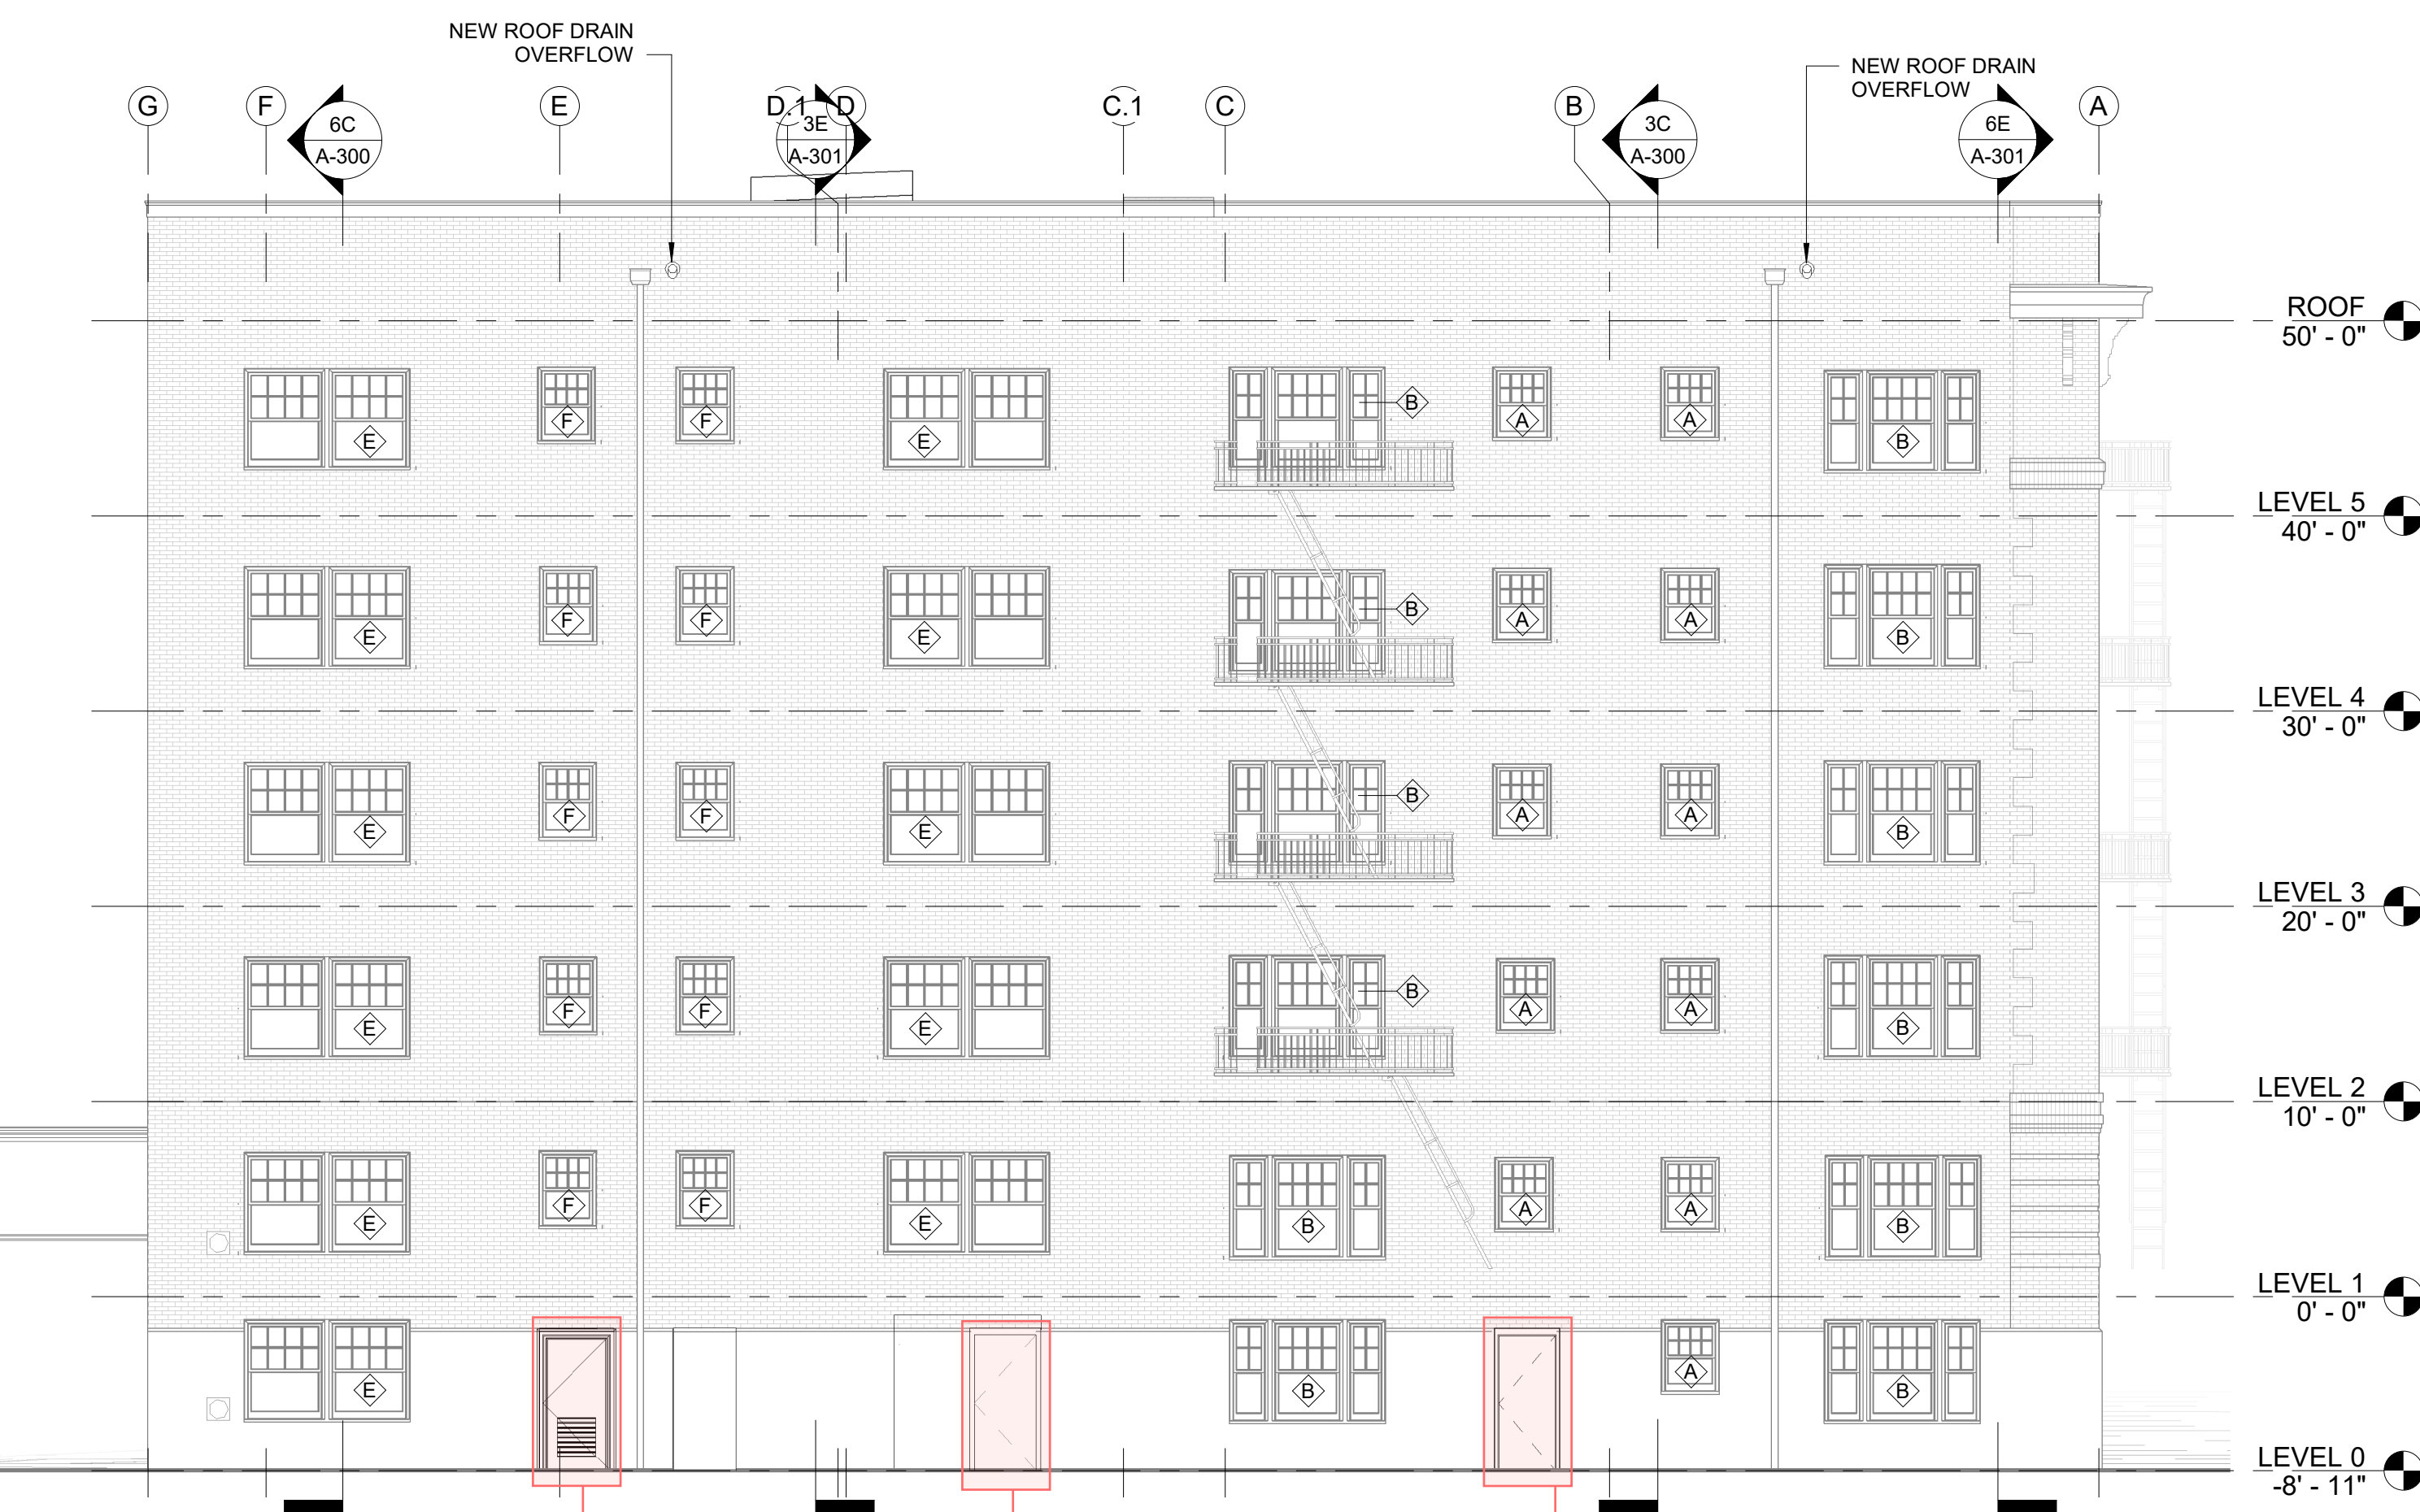 NEW ROOF DRAIN
OVERFLOW
NEW ROOF DRAIN
OVERFLOW
G
F
6C
A-300
E
D.1
3E
A-301
D
C.1
C
B
3C
A-300
6E
A-301
A
ROOF
50' - 0"
E
F
F
E
B
A
A
B
LEVEL 5
40' - 0"
E
F
F
E
B
A
A
B
LEVEL 4
30' - 0"
E
F
F
E
B
A
A
B
LEVEL 3
20' - 0"
E
F
F
E
B
A
A
B
LEVEL 2
10' - 0"
E
F
F
E
B
A
A
B
LEVEL 1
0' - 0"
E
B
A
B
LEVEL 0
-8' - 11"